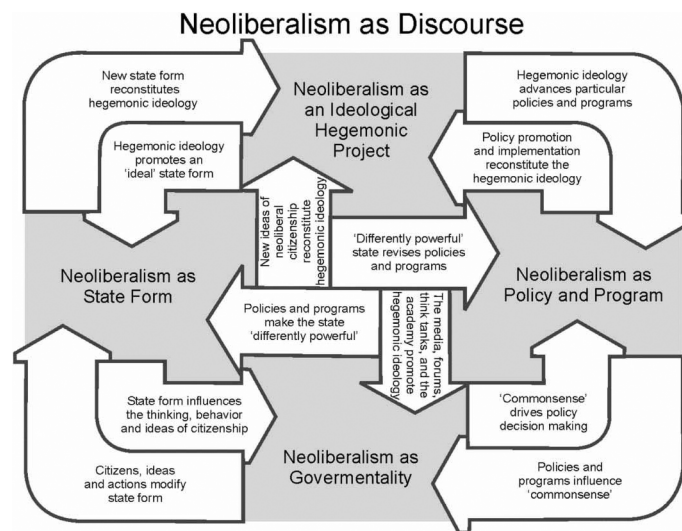 Neoliberalism as Discourse
New state form
reconstitutes
hegemonic ideology
Neoliberalism as
an Ideological
Hegemonic
Project
Hegemonic ideology
advances particular
policies and programs
Hegemonic ideology
promotes an
'ideal' state form
Policy promotion
and implementation
reconstitute the
hegemonic ideology
New ideas of
neoliberal
citizenship
reconstitute
hegemonic ideology
'Differently powerful'
state revises policies
and programs
Neoliberalism as
State Form
Neoliberalism as
Policy and Program
Policies and programs
make the state
'differently powerful'
The media, forums,
think tanks, and the
academy promote
hegemonic ideology
State form influences
the thinking, behavior
and ideas of citizenship
'Commonsense'
drives policy
decision making
Neoliberalism as
Govermentality
Citizens, ideas
and actions modify
state form
Policies and
programs influence
'commonsense'